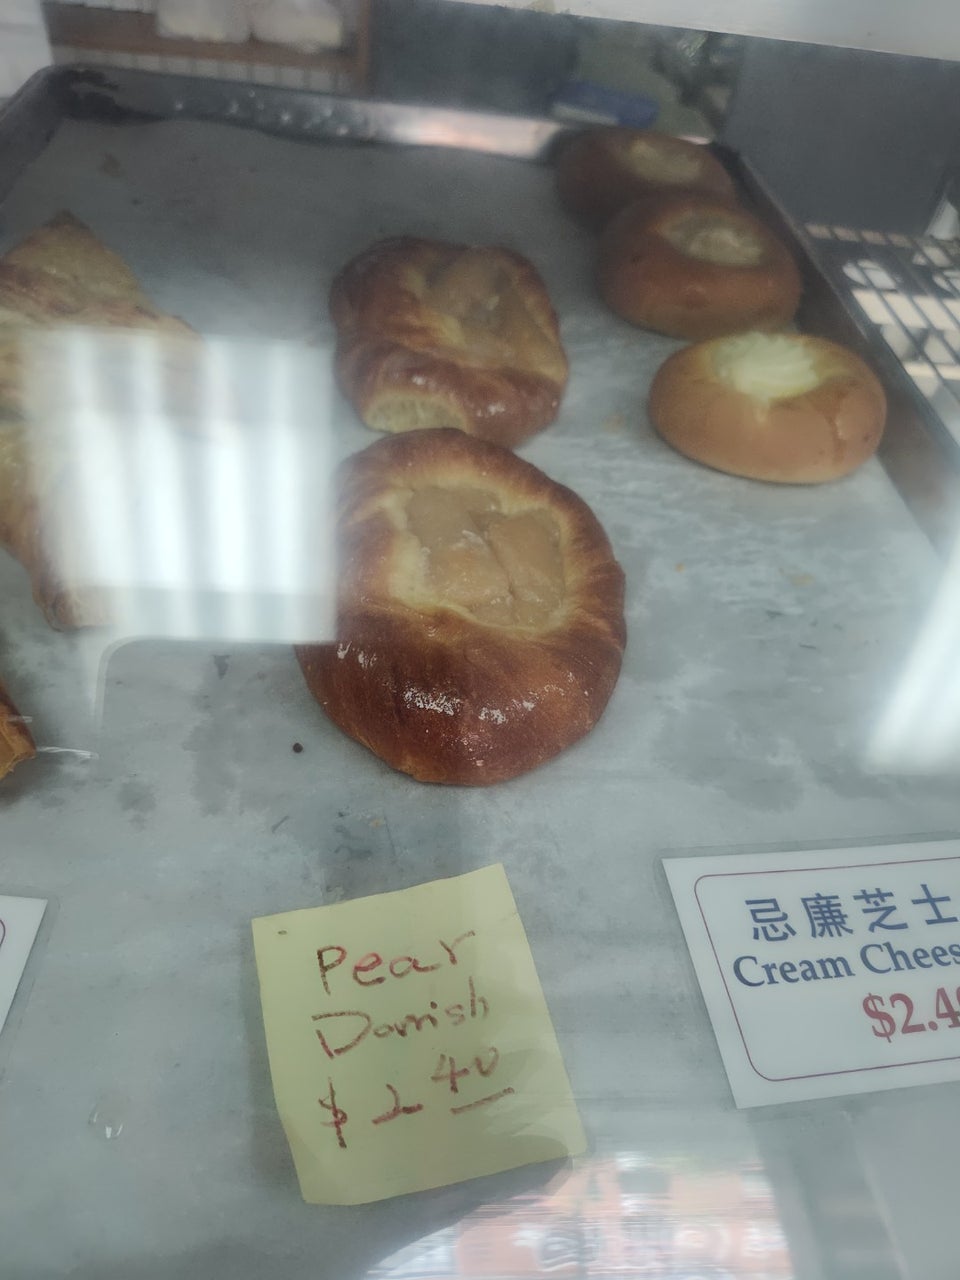 Pear
Danish
$2.40
忌廉芝士
Cream Chees
$2.4